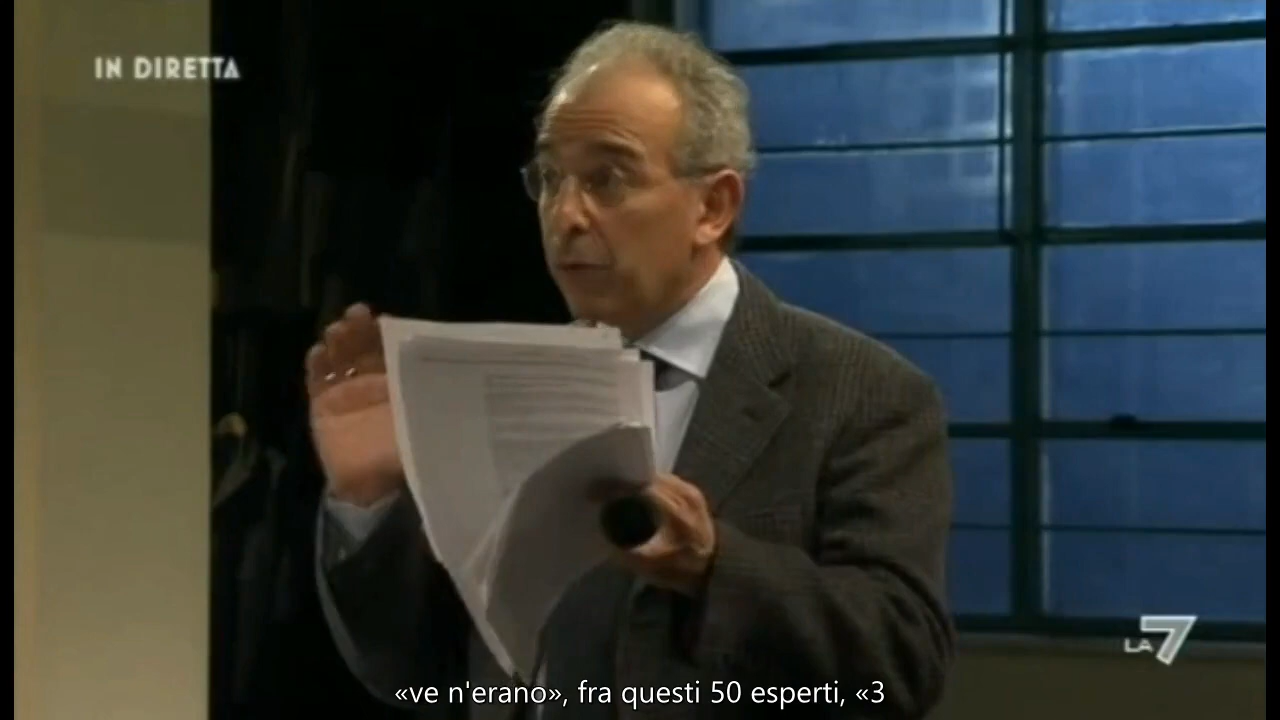 IN DIRETTA
LA7
«ve n'erano», fra questi 50 esperti, «3